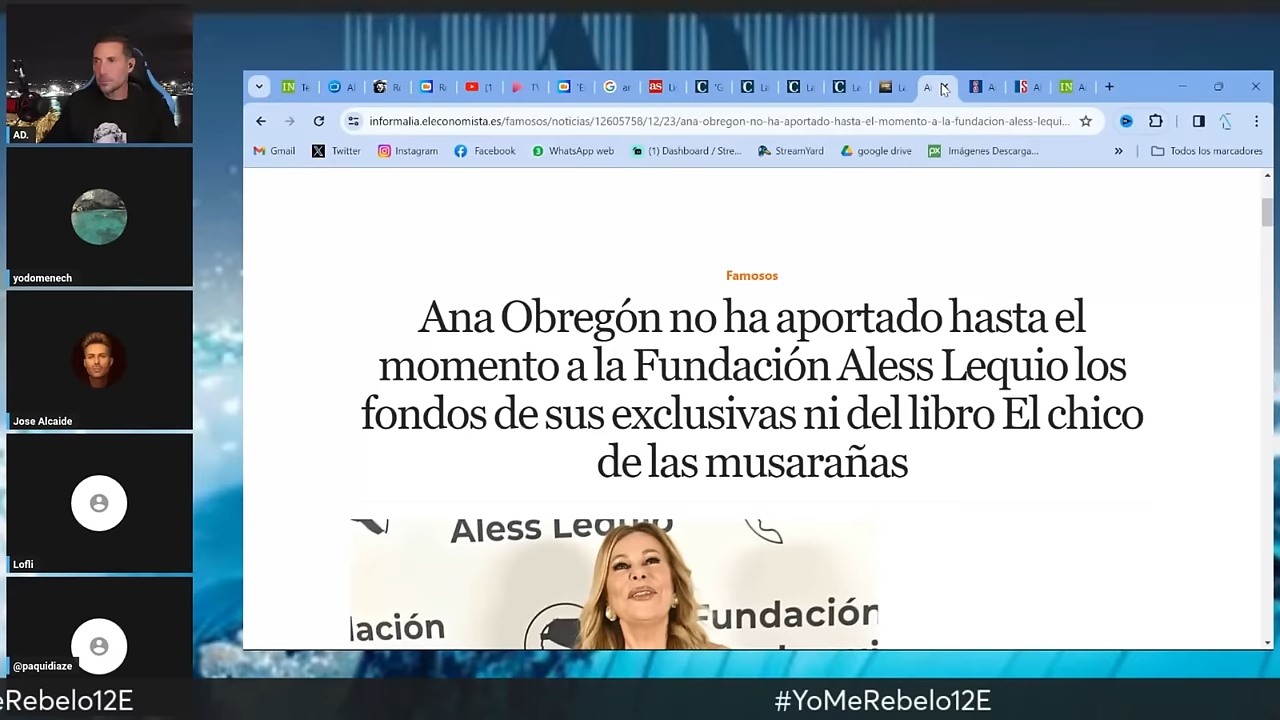 AD.
yodomenech
Jose Alcaide
Lofli
@paquidiaze
informalia.eleconomista.es/famosos/noticias/12605758/12/23/ana-obregon-no-ha-aportado-hasta-el-momento-a-la-fundacion-aless-lequi...
Gmail
Twitter
Instagram
Facebook
WhatsApp web
(1) Dashboard / Stre...
StreamYard
google drive
Imágenes Descarga...
»
Todos los marcadores
Famosos
Ana Obregón no ha aportado hasta el
momento a la Fundación Aless Lequio los
fondos de sus exclusivas ni del libro El chico
de las musarañas
Aless Lequio
lación
Fundación
eRebelo12E
#YoMeRebelo12E